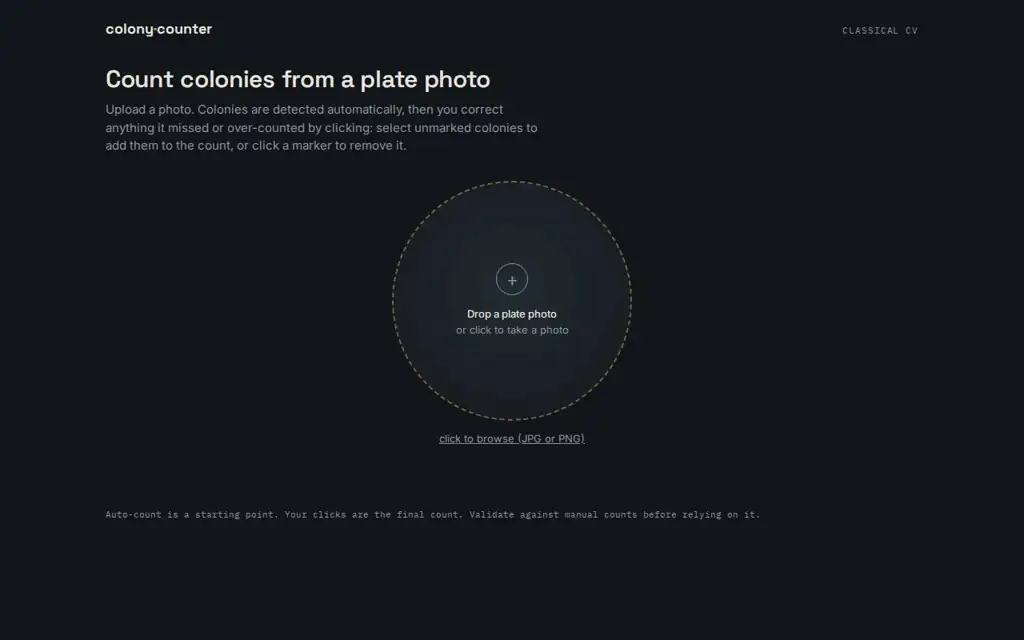 colony·counter
CLASSICAL CV
Count colonies from a plate photo
Upload a photo. Colonies are detected automatically, then you correct
anything it missed or over-counted by clicking: select unmarked colonies to
add them to the count, or click a marker to remove it.
+
Drop a plate photo
or click to take a photo
click to browse (JPG or PNG)
Auto-count is a starting point. Your clicks are the final count. Validate against manual counts before relying on it.